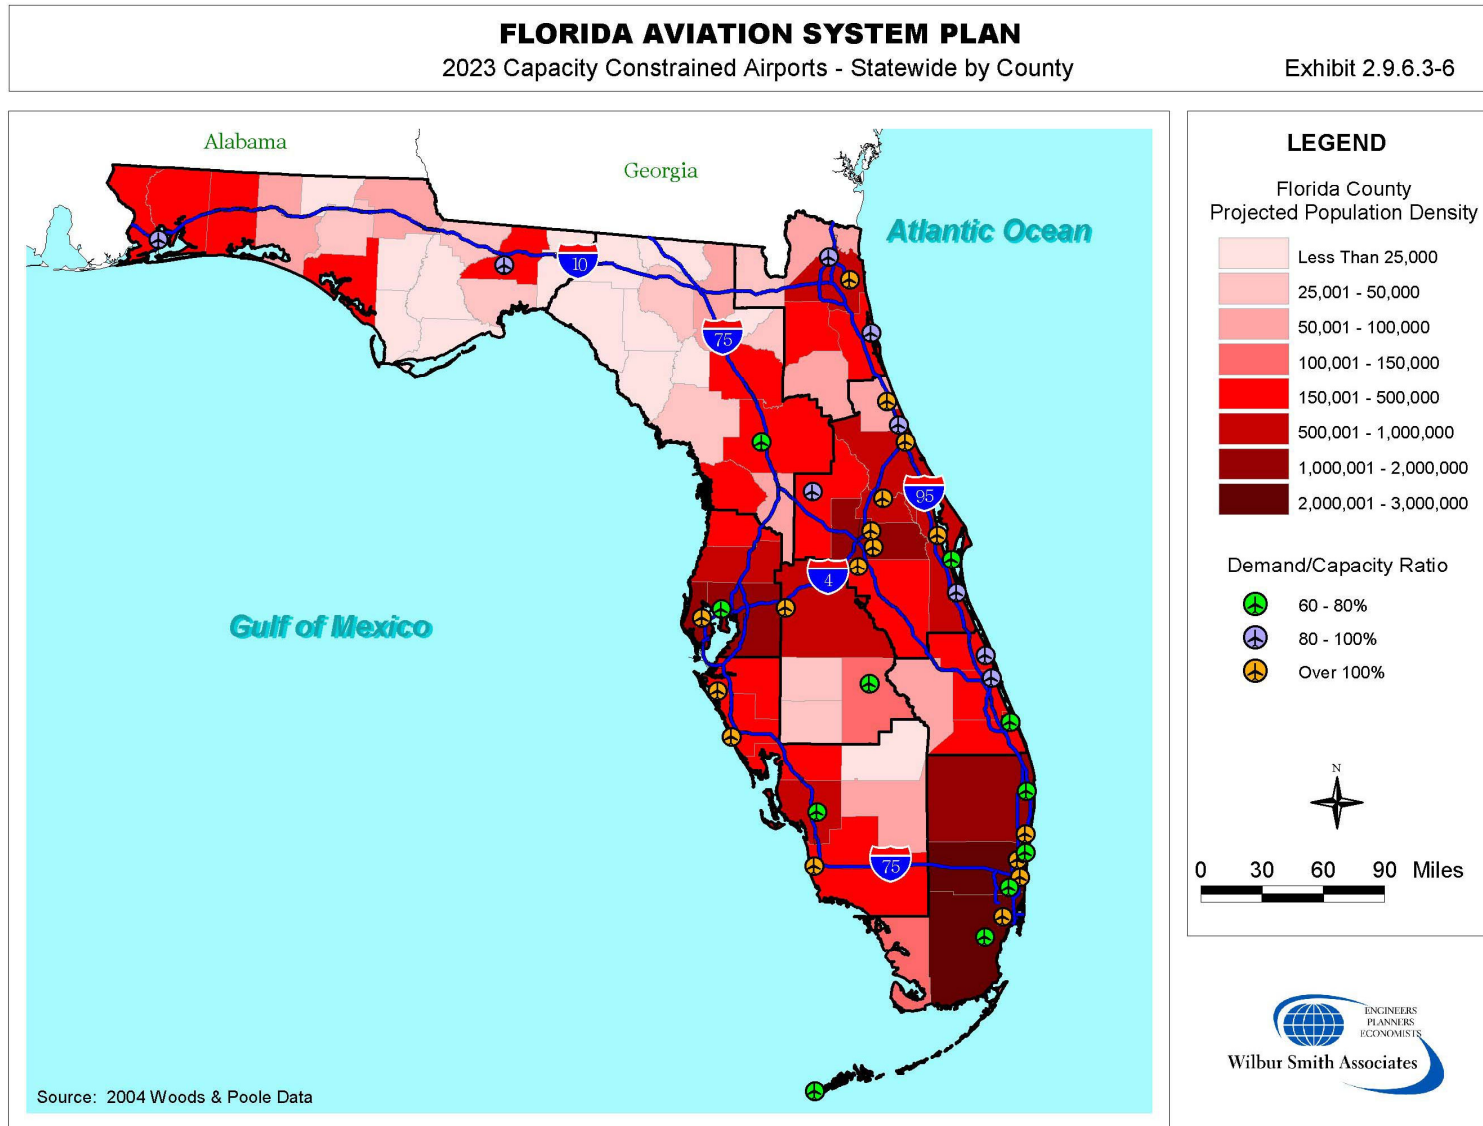 FLORIDA AVIATION SYSTEM PLAN
2023 Capacity Constrained Airports - Statewide by County
Exhibit 2.9.6.3-6
Alabama
Georgia
Atlantic Ocean
10
75
95
4
Gulf of Mexico
75
Source: 2004 Woods & Poole Data
LEGEND
Florida County
Projected Population Density
Less Than 25,000
25,001 - 50,000
50,001 - 100,000
100,001 - 150,000
150,001 - 500,000
500,001 - 1,000,000
1,000,001 - 2,000,000
2,000,001 - 3,000,000
Demand/Capacity Ratio
60 - 80%
80 - 100%
Over 100%
N
0 30 60 90 Miles
ENGINEERS
PLANNERS
ECONOMISTS
Wilbur Smith Associates